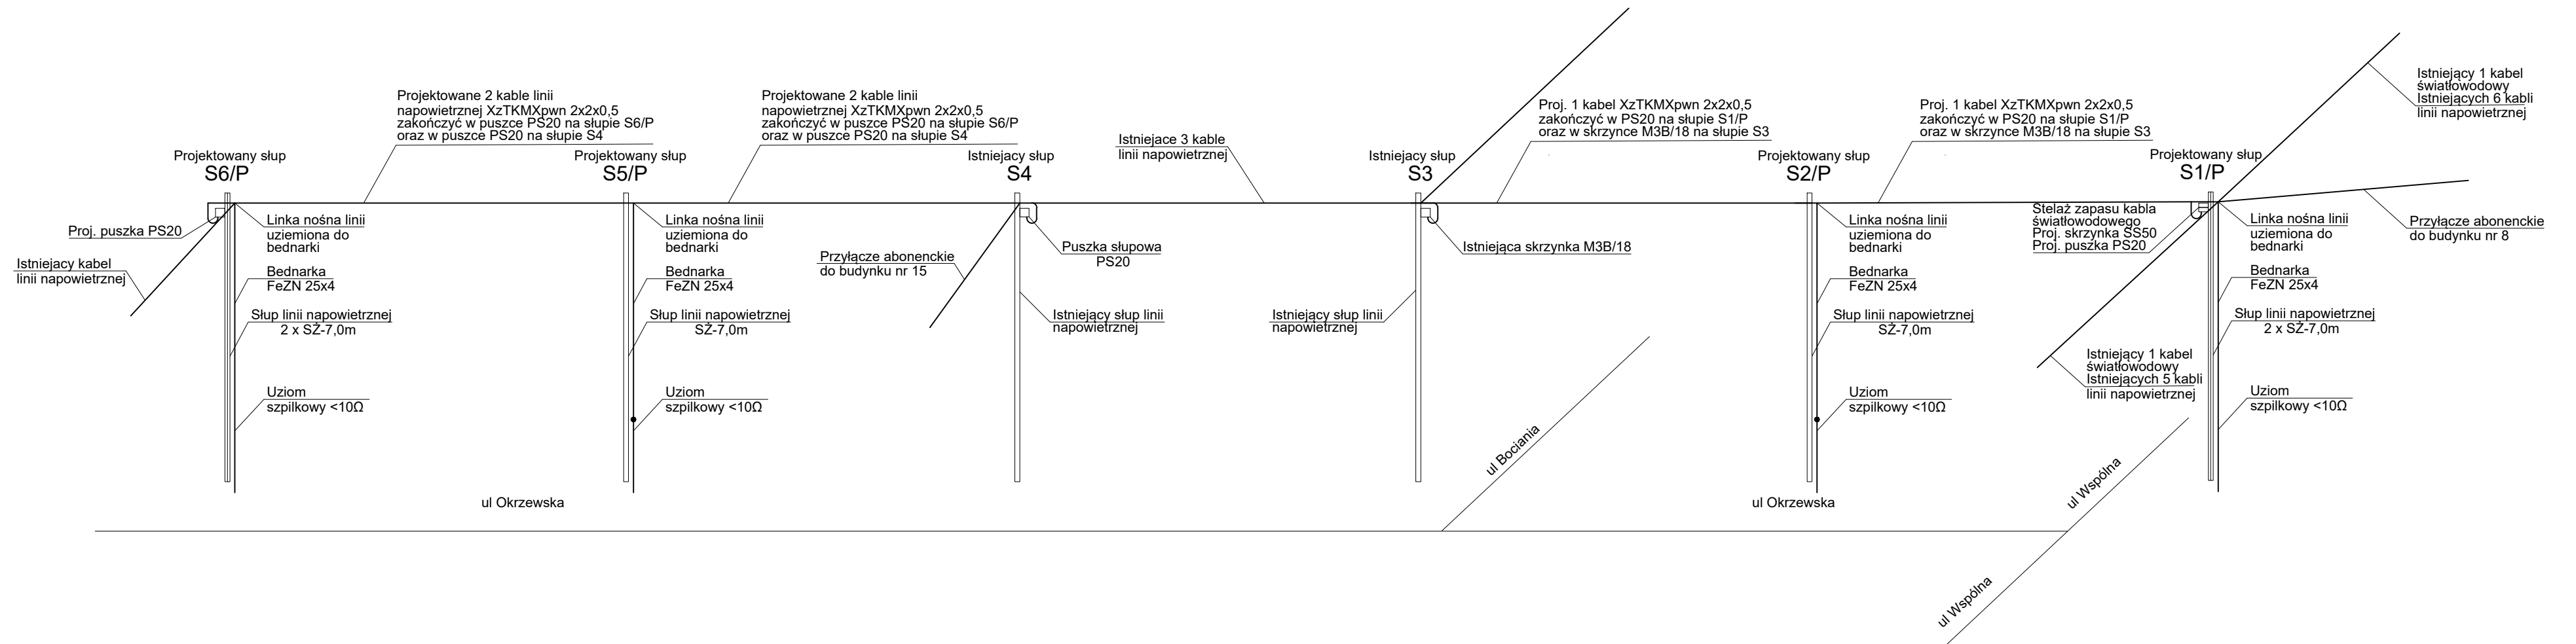 Projektowany słup
S6/P
Proj. puszka PS20
Istniejacy kabel
linii napowietrznej
Linka nośna linii
uziemiona do
bednarki
Bednarka
FeZN 25x4
Słup linii napowietrznej
2 x SŻ-7,0m
Uziom
szpilkowy <10Ω
Projektowane 2 kable linii
napowietrznej XzTKMXpwn 2x2x0,5
zakończyć w puszce PS20 na słupie S6/P
oraz w puszce PS20 na słupie S4
Projektowany słup
S5/P
Linka nośna linii
uziemiona do
bednarki
Bednarka
FeZN 25x4
Słup linii napowietrznej
SŻ-7,0m
Uziom
szpilkowy <10Ω
ul Okrzewska
Projektowane 2 kable linii
napowietrznej XzTKMXpwn 2x2x0,5
zakończyć w puszce PS20 na słupie S6/P
oraz w puszce PS20 na słupie S4
Istniejacy słup
S4
Przyłącze abonenckie
do budynku nr 15
Puszka słupowa
PS20
Istniejący słup linii
napowietrznej
Istniejace 3 kable
linii napowietrznej
Istniejacy słup
S3
Istniejąca skrzynka M3B/18
Istniejący słup linii
napowietrznej
ul Bociania
Proj. 1 kabel XzTKMXpwn 2x2x0,5
zakończyć w PS20 na słupie S1/P
oraz w skrzynce M3B/18 na słupie S3
Projektowany słup
S2/P
Linka nośna linii
uziemiona do
bednarki
Bednarka
FeZN 25x4
Słup linii napowietrznej
SŻ-7,0m
Uziom
szpilkowy <10Ω
ul Okrzewska
Proj. 1 kabel XzTKMXpwn 2x2x0,5
zakończyć w PS20 na słupie S1/P
oraz w skrzynce M3B/18 na słupie S3
Projektowany słup
S1/P
Stelaż zapasu kabla
światłowodowego
Proj. skrzynka SS50
Proj. puszka PS20
Linka nośna linii
uziemiona do
bednarki
Bednarka
FeZN 25x4
Słup linii napowietrznej
2 x SŻ-7,0m
Uziom
szpilkowy <10Ω
Istniejący 1 kabel
światłowodowy
Istniejących 5 kabli
linii napowietrznej
Istniejący 1 kabel
światłowodowy
Istniejących 6 kabli
linii napowietrznej
Przyłącze abonenckie
do budynku nr 8
ul Wspólna
ul Wspólna